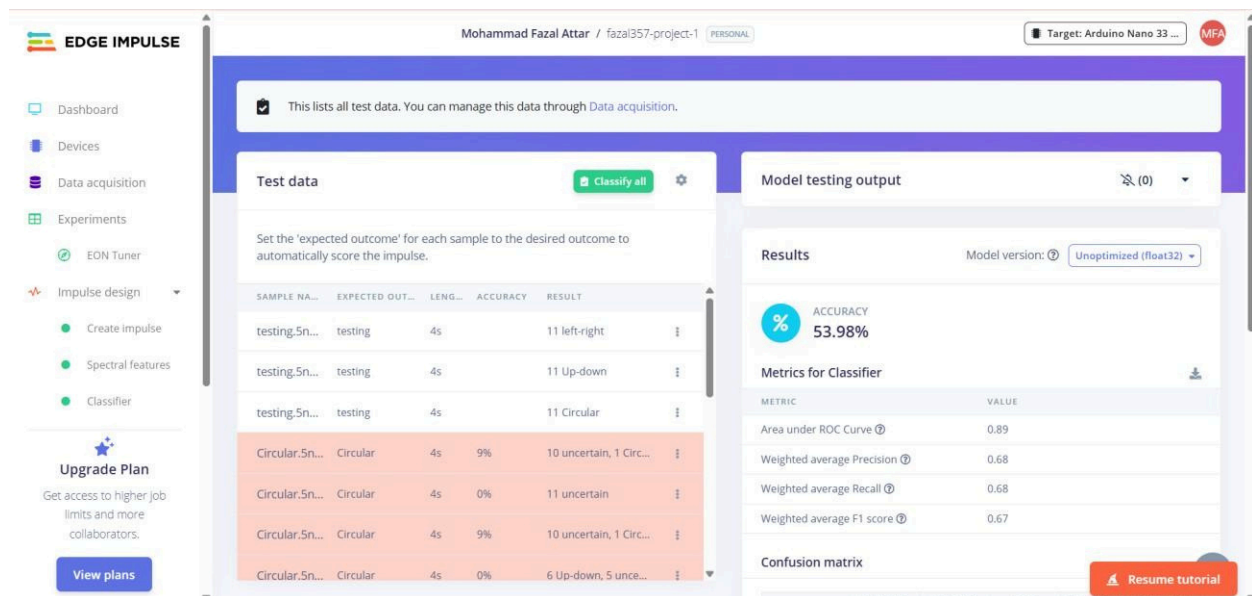 EDGE IMPULSE
Mohammad Fazal Attar / fazal357-project-1 PERSONAL
Target: Arduino Nano 33 ...
MFA
Dashboard
Devices
Data acquisition
Experiments
EON Tuner
Impulse design
Create impulse
Spectral features
Classifier
Upgrade Plan
Get access to higher job
limits and more
collaborators.
View plans
This lists all test data. You can manage this data through Data acquisition.
Test data
Classify all
Set the 'expected outcome' for each sample to the desired outcome to
automatically score the impulse.
SAMPLE NA... EXPECTED OUT... LENG... ACCURACY RESULT
testing.5n... testing 4s 11 left-right
testing.5n... testing 4s 11 Up-down
testing.5n... testing 4s 11 Circular
Circular.5n... Circular 4s 9% 10 uncertain, 1 Circ...
Circular.5n... Circular 4s 0% 11 uncertain
Circular.5n... Circular 4s 9% 10 uncertain, 1 Circ...
Circular.5n... Circular 4s 0% 6 Up-down, 5 unce...
Model testing output
(0)
Results
Model version: Unoptimized (float32)
%
ACCURACY
53.98%
Metrics for Classifier
METRIC VALUE
Area under ROC Curve 0.89
Weighted average Precision 0.68
Weighted average Recall 0.68
Weighted average F1 score 0.67
Confusion matrix
Resume tutorial